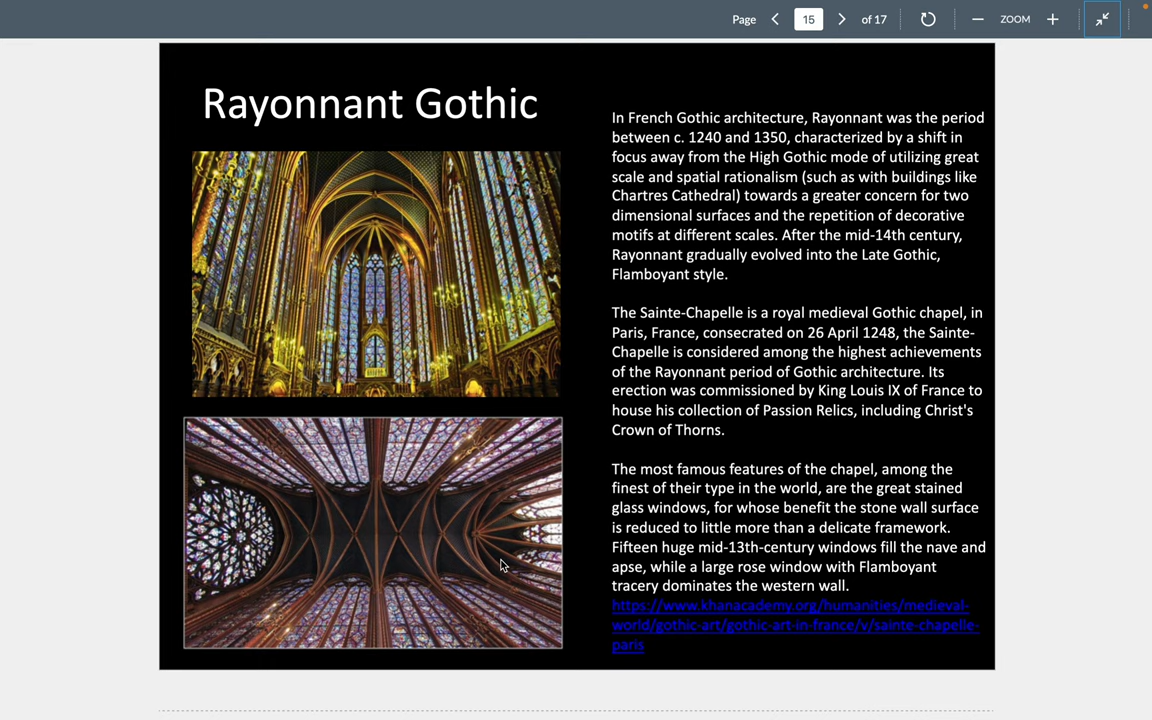 Page 15 of 17 ZOOM
Rayonnant Gothic
In French Gothic architecture, Rayonnant was the period
between c. 1240 and 1350, characterized by a shift in
focus away from the High Gothic mode of utilizing great
scale and spatial rationalism (such as with buildings like
Chartres Cathedral) towards a greater concern for two
dimensional surfaces and the repetition of decorative
motifs at different scales. After the mid-14th century,
Rayonnant gradually evolved into the Late Gothic,
Flamboyant style.
The Sainte-Chapelle is a royal medieval Gothic chapel, in
Paris, France, consecrated on 26 April 1248, the Sainte-
Chapelle is considered among the highest achievements
of the Rayonnant period of Gothic architecture. Its
erection was commissioned by King Louis IX of France to
house his collection of Passion Relics, including Christ's
Crown of Thorns.
The most famous features of the chapel, among the
finest of their type in the world, are the great stained
glass windows, for whose benefit the stone wall surface
is reduced to little more than a delicate framework.
Fifteen huge mid-13th-century windows fill the nave and
apse, while a large rose window with Flamboyant
tracery dominates the western wall.
https://www.khanacademy.org/humanities/medieval-
world/gothic-art/gothic-art-in-france/v/sainte-chapelle-
paris